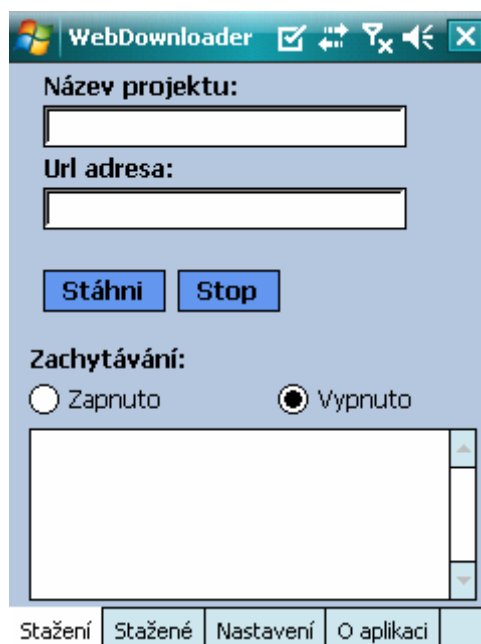 WebDownloader
Název projektu:
Url adresa:
Stáhni Stop
Zachytávání:
Zapnuto Vypnuto
Stažení Stažené Nastavení O aplikaci